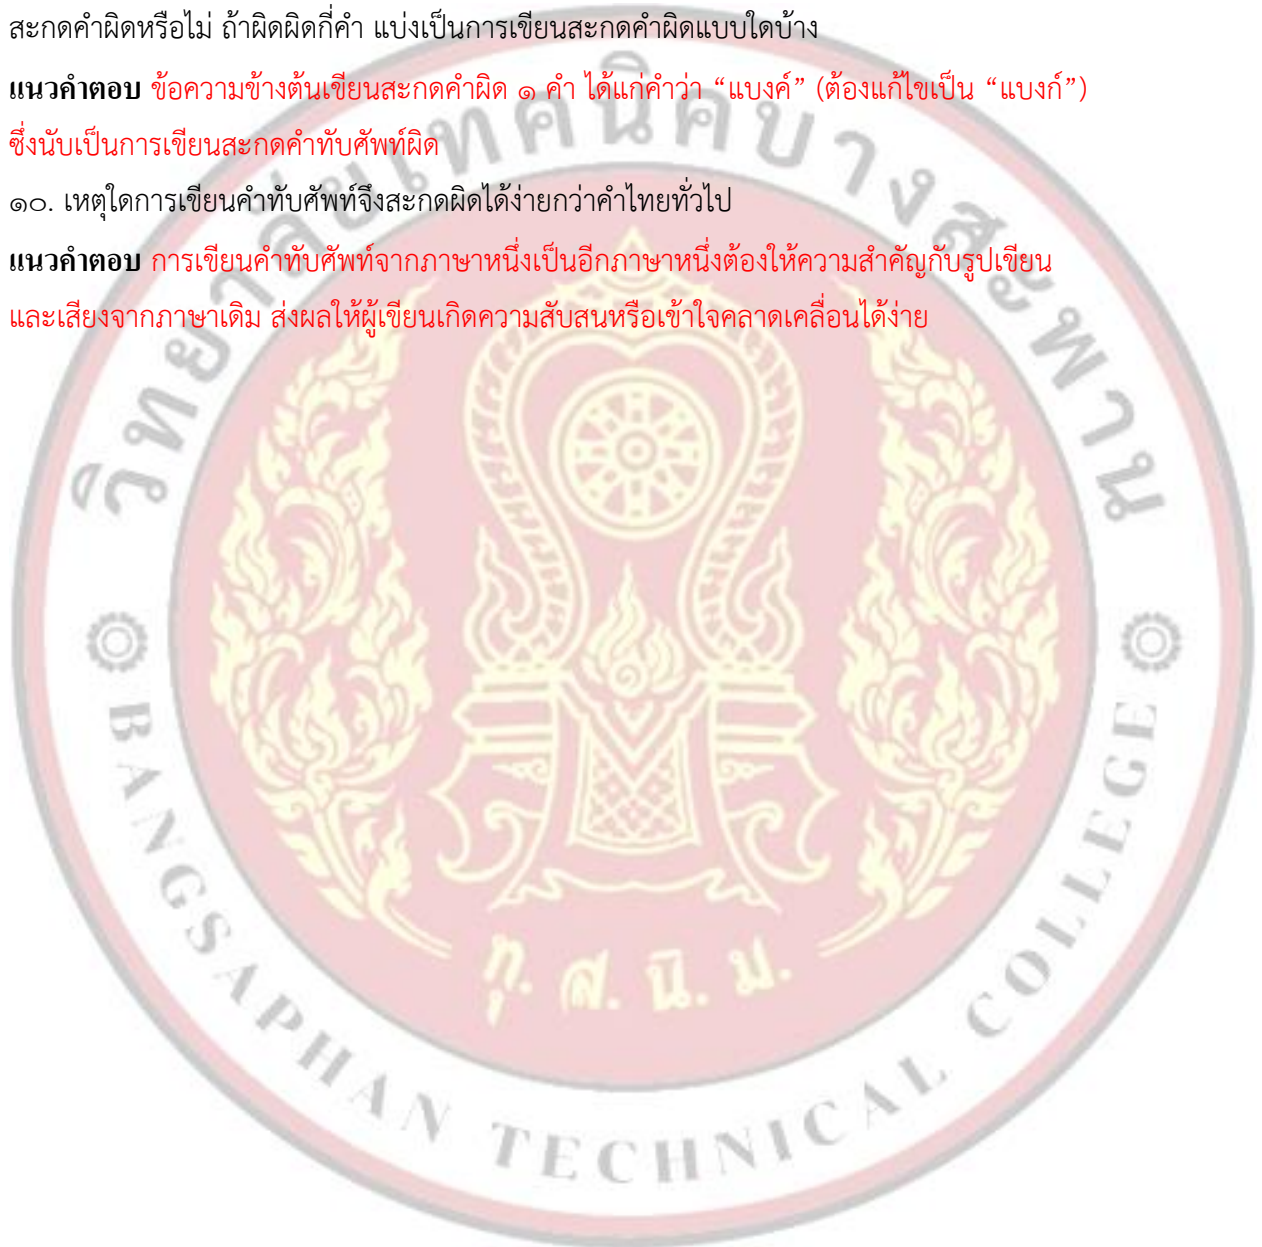 สะกดคำผิดหรือไม่ ถ้าผิดผิดกี่คำ แบ่งเป็นการเขียนสะกดคำผิดแบบใดบ้าง
แนวคำตอบ ข้อความข้างต้นเขียนสะกดคำผิด ๑ คำ ได้แก่คำว่า “แบงค์” (ต้องแก้ไขเป็น “แบงก์”)
ซึ่งนับเป็นการเขียนสะกดคำทับศัพท์ผิด
๑๐. เหตุใดการเขียนคำทับศัพท์จึงสะกดผิดได้ง่ายกว่าคำไทยทั่วไป
แนวคำตอบ การเขียนคำทับศัพท์จากภาษาหนึ่งเป็นอีกภาษาหนึ่งต้องให้ความสำคัญกับรูปเขียน
และเสียงจากภาษาเดิม ส่งผลให้ผู้เขียนเกิดความสับสนหรือเข้าใจคลาดเคลื่อนได้ง่าย
วิทยาลัยเทคนิคบางสะพาน
ทุ. ส. นิ. ม.
BANGSAPHAN TECHNICAL COLLEGE